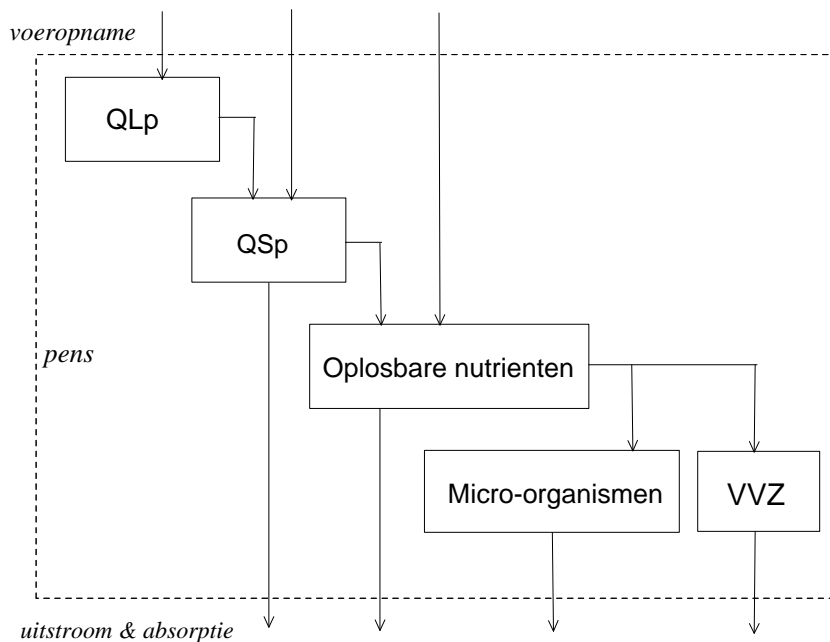 voeropname
QLp
QSp
pens
Oplosbare nutrienten
Micro-organismen
VVZ
uitstroom & absorptie